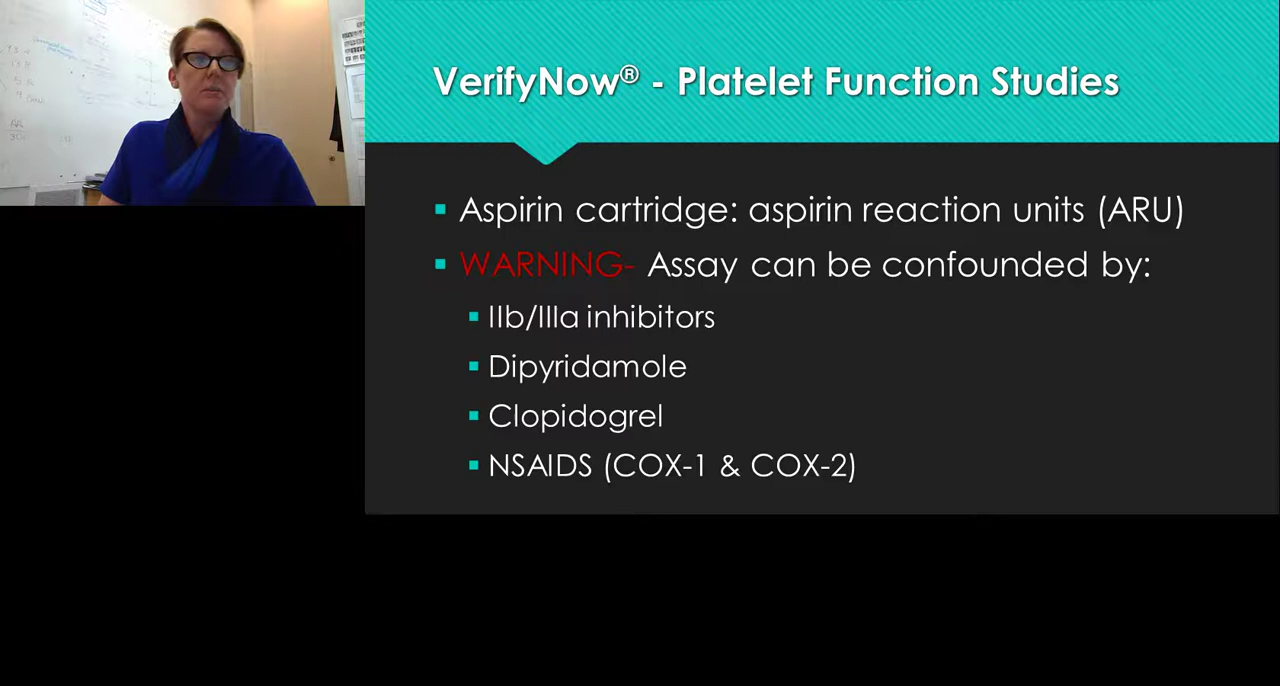 VerifyNow® - Platelet Function Studies
Aspirin cartridge: aspirin reaction units (ARU)
WARNING- Assay can be confounded by:
IIb/IIIa inhibitors
Dipyridamole
Clopidogrel
NSAIDS (COX-1 & COX-2)